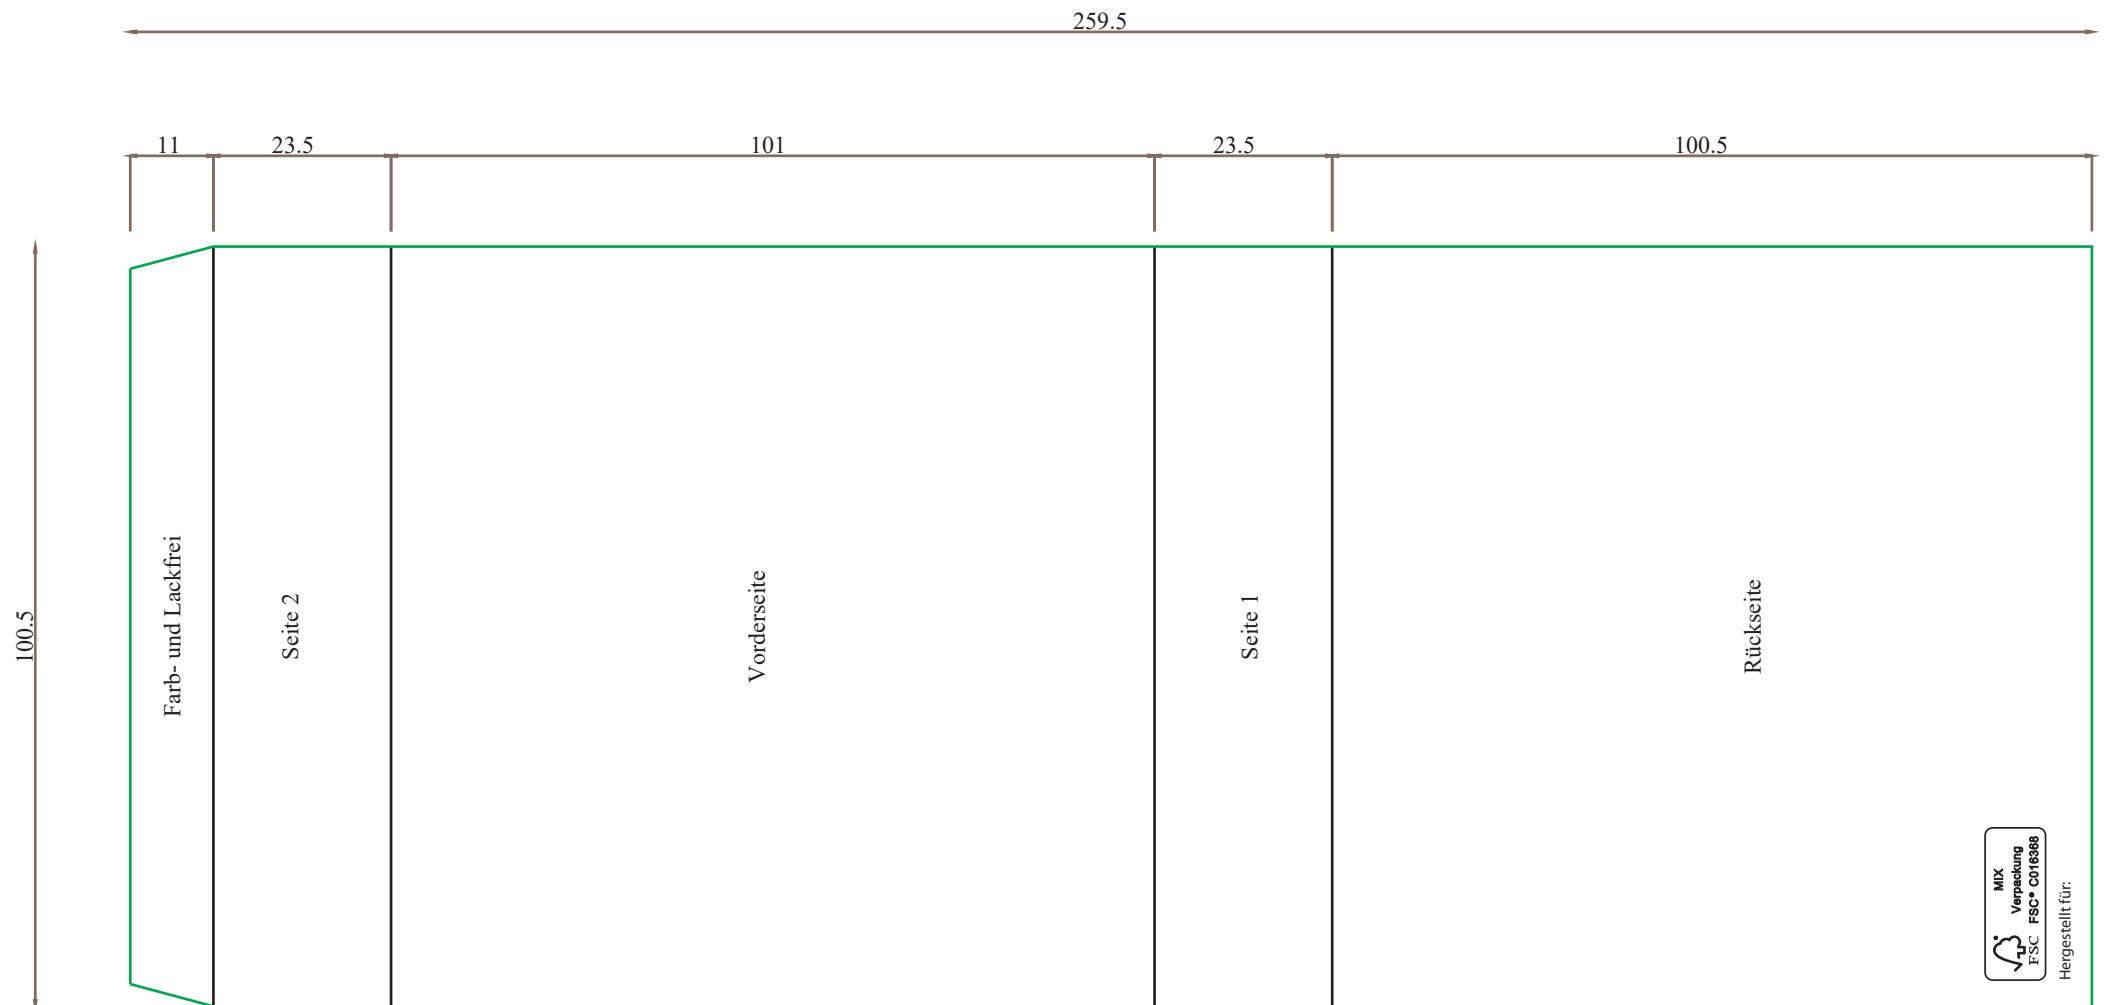 259.5
11
23.5
101
23.5
100.5
100.5
Farb- und Lackfrei
Seite 2
Vorderseite
Seite 1
Rückseite
MIX
Verpackung
FSC® C016368
FSC
Hergestellt für: